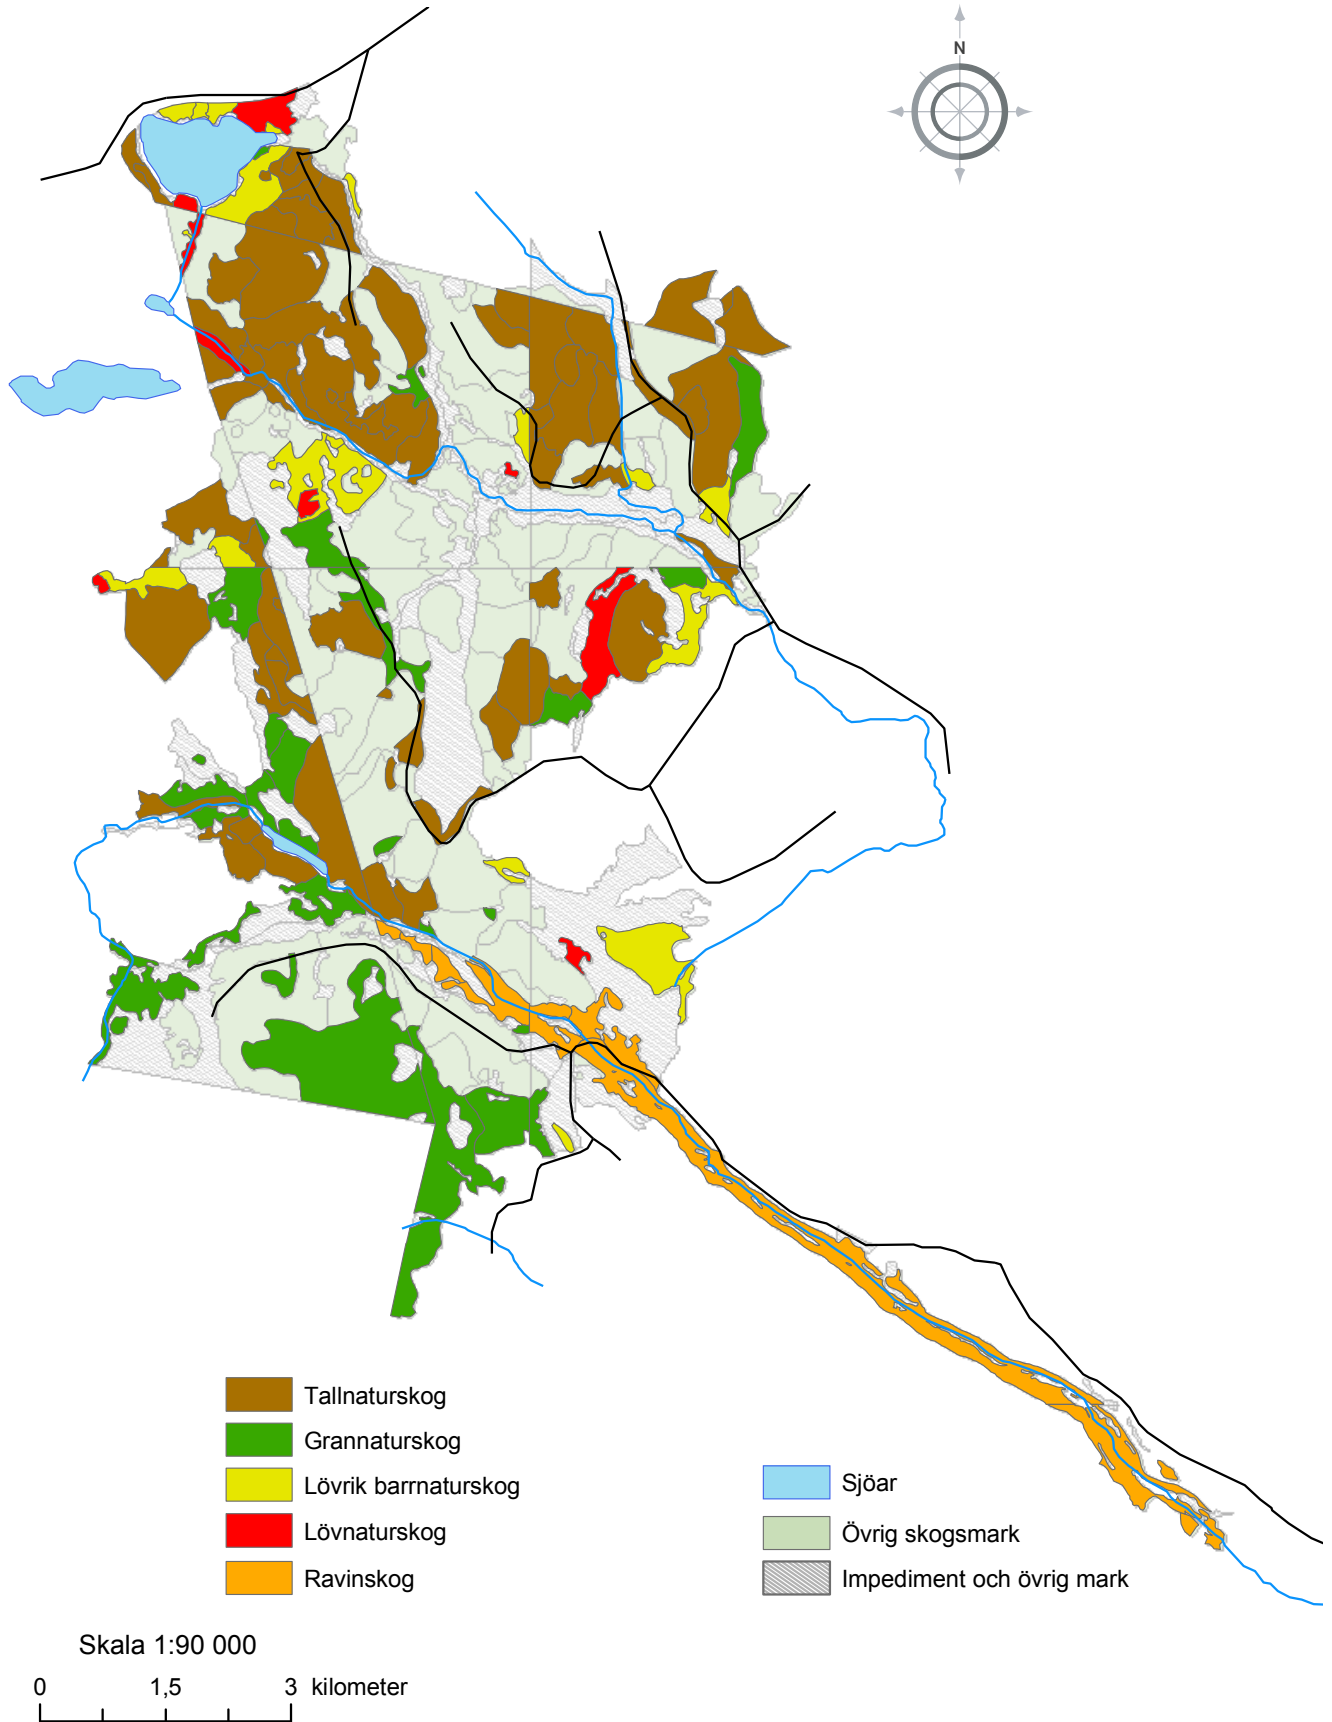 N
Tallnaturskog
Grannaturskog
Lövrik barrnaturskog
Lövnaturskog
Ravinskog
Sjöar
Övrig skogsmark
Impediment och övrig mark
Skala 1:90 000
0 1,5 3 kilometer